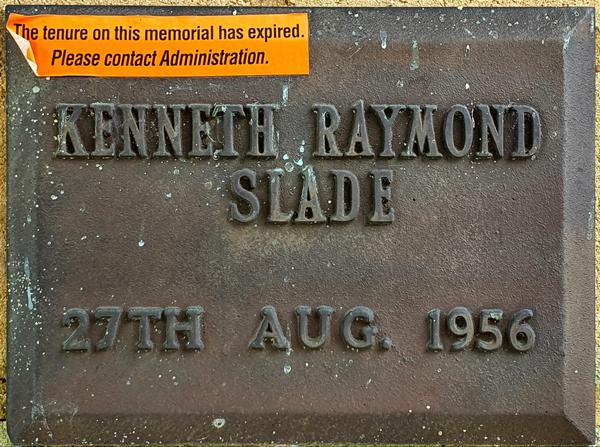 The tenure on this memorial has expired.
Please contact Administration.
KENNETH RAYMOND
SLADE
27TH AUG. 1956